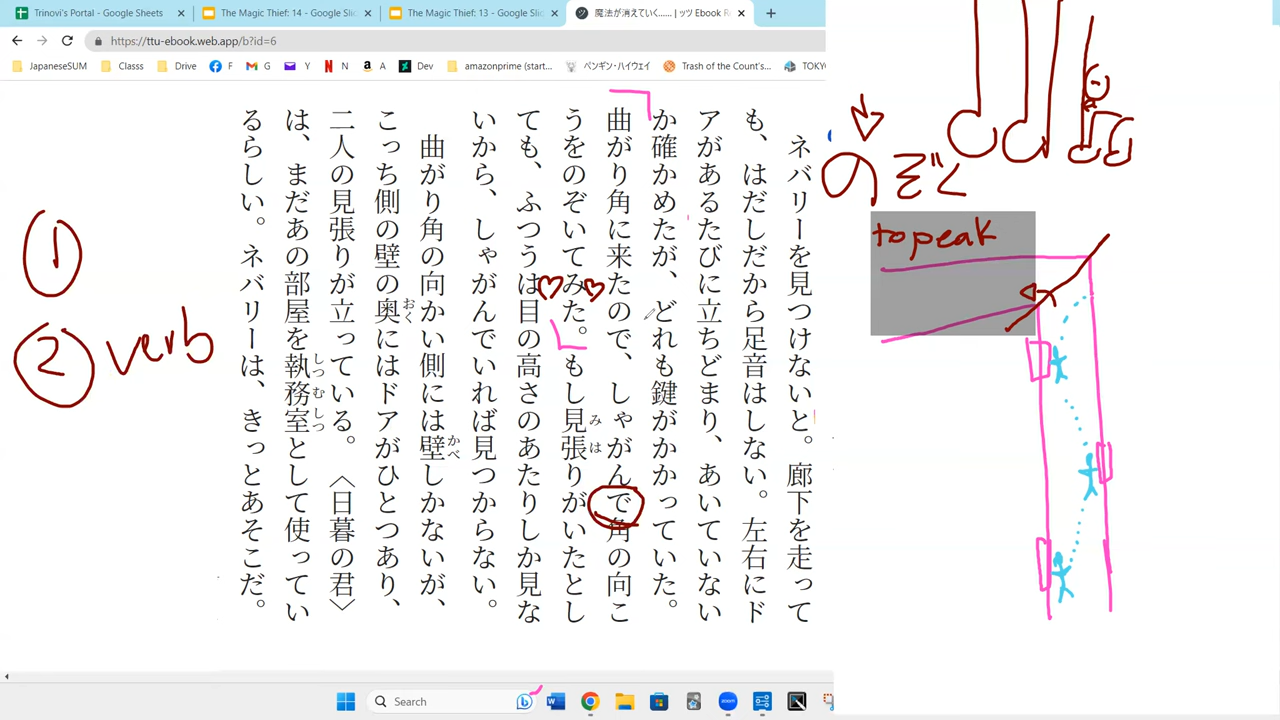 Trinovi's Portal - Google Sheets
The Magic Thief: 14 - Google Slid
The Magic Thief: 13 - Google Slid
魔法が消えていく…… | ッツ Ebook Re
https://ttu-ebook.web.app/b?id=6
JapaneseSUM
Classs
Drive
F
G
Y
N
A
Dev
amazonprime (start...
ペンギン・ハイウェイ
Trash of the Count's...
TOKYO
ネバリーを見つけないと。廊下を走って
も、はだしだから足音はしない。左右にド
アがあるたびに立ちどまり、あいていない
か確かめたが、どれも鍵がかかっていた。
曲がり角に来たので、しゃがんで角の向こ
うをのぞいてみた。もし見張りがいたとし
みは
ても、ふつうは目の高さのあたりしか見な
いから、しゃがんでいれば見つからない。
曲がり角の向かい側には壁しかないが、
かべ
こっち側の壁の奥にはドアがひとつあり、
おく
二人の見張りが立っている。〈日暮の君〉
は、まだあの部屋を執務室として使ってい
しつむしつ
るらしい。ネバリーは、きっとあそこだ。
①
② verb
のぞく
to peak
Search